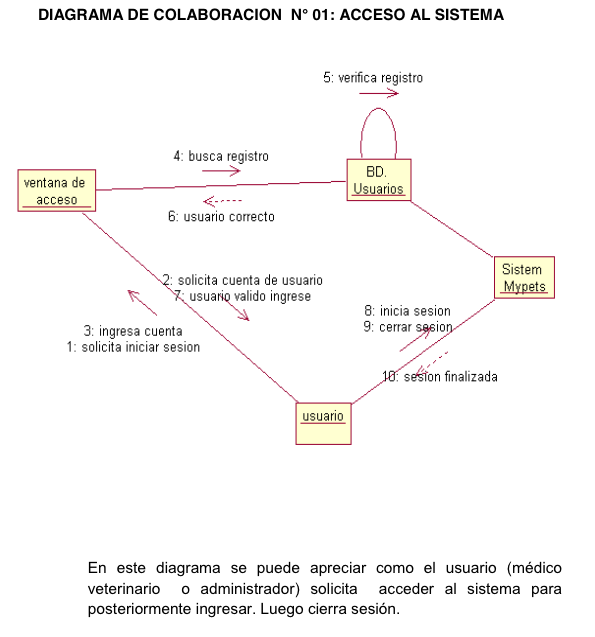 DIAGRAMA DE COLABORACION N° 01: ACCESO AL SISTEMA
5: verifica registro
4: busca registro
BD.
Usuarios
ventana de
acceso
6: usuario correcto
Sistem
Mypets
2: solicita cuenta de usuario
7: usuario valido ingrese
8: inicia sesion
9: cerrar sesion
3: ingresa cuenta
1: solicita iniciar sesion
10: sesion finalizada
usuario
En este diagrama se puede apreciar como el usuario (médico
veterinario o administrador) solicita acceder al sistema para
posteriormente ingresar. Luego cierra sesión.